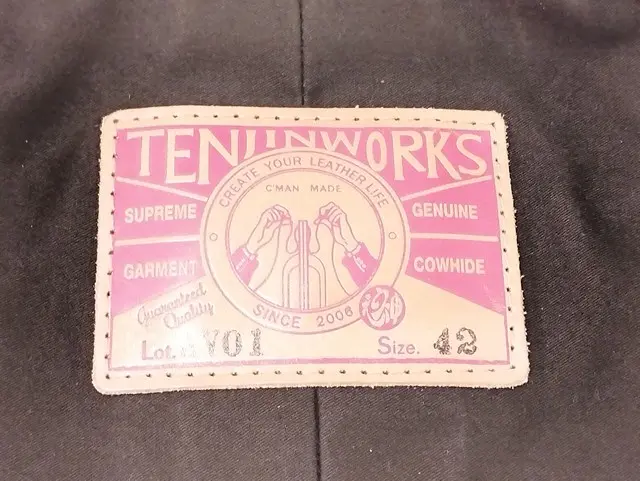 TENJINWORKS
CREATE YOUR LEATHER LIFE
C'MAN MADE
SUPREME
GENUINE
GARMENT
COWHIDE
Guaranteed
Quality
SINCE 2006
Lot.
Size. 42